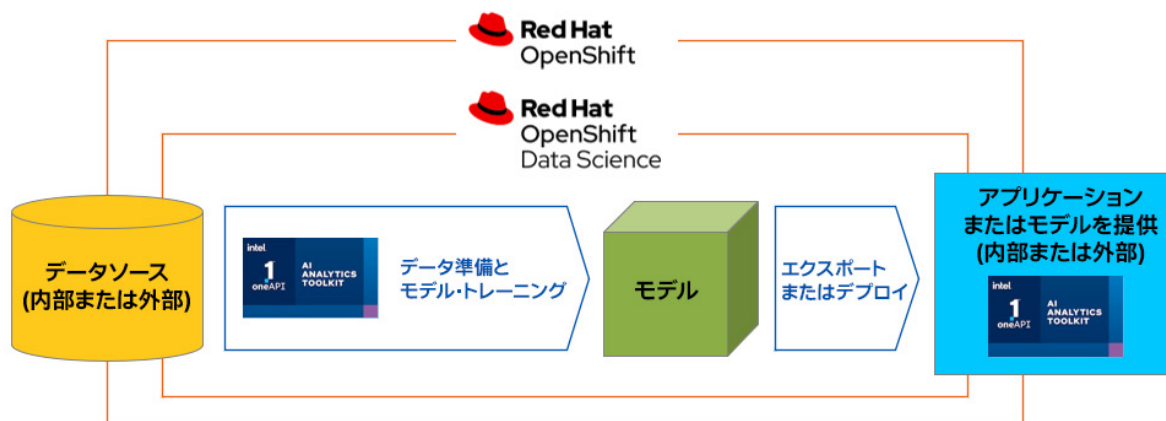 Red Hat
OpenShift
Red Hat
OpenShift
Data Science
データソース
(内部または外部)
intel
1
oneAPI
AI
ANALYTICS
TOOLKIT
データ準備と
モデル・トレーニング
モデル
エクスポート
またはデプロイ
アプリケーション
またはモデルを提供
(内部または外部)
intel
1
oneAPI
AI
ANALYTICS
TOOLKIT